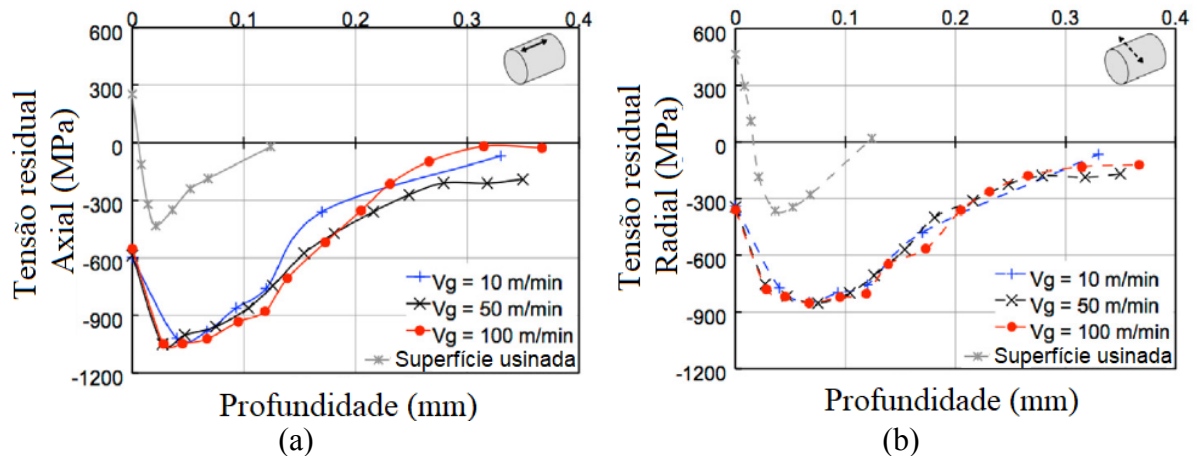 0 0.1 0.2 0.3 0.4
600
300
0
-300
-600
-900
-1200
Tensão residual
Axial (MPa)
Vg = 10 m/min
Vg = 50 m/min
Vg = 100 m/min
Superfície usinada
Profundidade (mm)
(a)
0 0.1 0.2 0.3 0.4
600
300
0
-300
-600
-900
-1200
Tensão residual
Radial (MPa)
Vg = 10 m/min
Vg = 50 m/min
Vg = 100 m/min
Superfície usinada
Profundidade (mm)
(b)